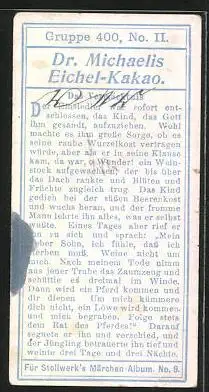 Gruppe 400, No. II.
Dr. Michaelis
Eichel-Kakao.
Der Einsiedler war sofort ent-
schlossen, das Kind, das Gott
ihm gesandt, aufzuziehen. Wohl
machte es ihm große Sorge, ob es
seine rauhe Wurzelkost vertragen
würde, aber als er in seine Klause
kam, da war, o Wunder! ein Wein-
stock aufgewachsen, der bis über
das Dach rankte und Blüten und
Früchte zugleich trug. Das Kind
gedieh bei der süßen Beerenkost
und wuchs heran, und der fromme
Mann lehrte ihn alles, was er selbst
wußte. Eines Tages aber rief er
ihn zu sich und sprach: „Mein
lieber Sohn, ich fühle, daß ich
sterben muß. Weine nicht um
mich. Nach meinem Tode nimm
aus jener Truhe das Zaumzeug und
schüttle es dreimal im Winde.
Dann wird ein Pferd kommen und
dir dienen. Um mich kümmere
dich nicht, ein Löwe wird kommen
und mich begraben. Folge stets
dem Rat des Pferdes!" Darauf
segnete er ihn und verschied, und
der Jüngling betrauerte ihn tief und
weinte drei Tage und drei Nächte.
Für Stollwerk's Märchen-Album. No. 9.